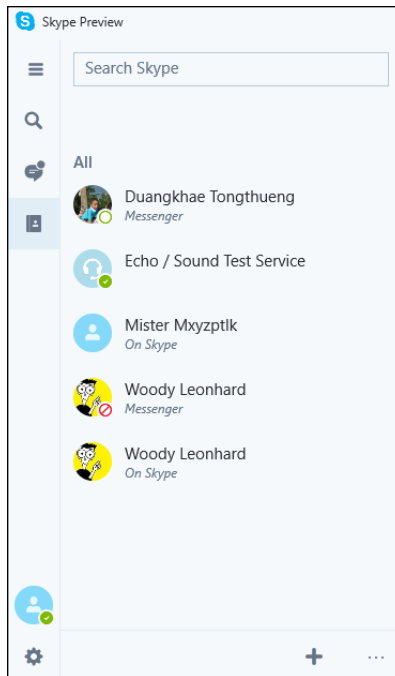 Skype Preview
Search Skype
All
Duangkhae Tongthueng
Messenger
Echo / Sound Test Service
Mister Mxyzptlk
On Skype
Woody Leonhard
Messenger
Woody Leonhard
On Skype